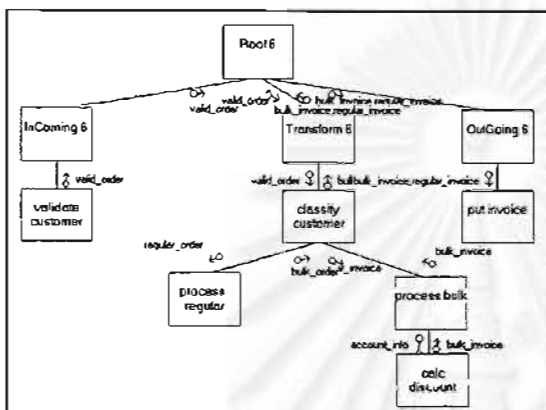 Root 6
valid_order
valid_order
bulk_invoice,regular_invoice
bulk_invoice,regular_invoice
InComing 6
Transform 6
OutGoing 6
valid_order
valid_order
bulk_invoice,regular_invoice
validate
customer
classify
customer
put invoice
regular_order
bulk_order
invoice
bulk_invoice
process
regular
process bulk
account_info
bulk_invoice
calc
discount